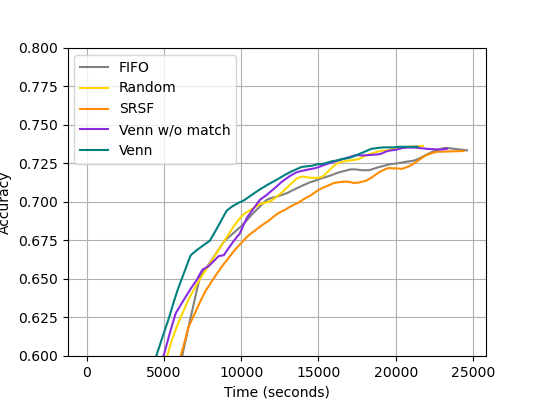 0.800
0.775
0.750
0.725
0.700
0.675
0.650
0.625
0.600
Accuracy
FIFO
Random
SRSF
Venn w/o match
Venn
0
5000
10000
15000
20000
25000
Time (seconds)